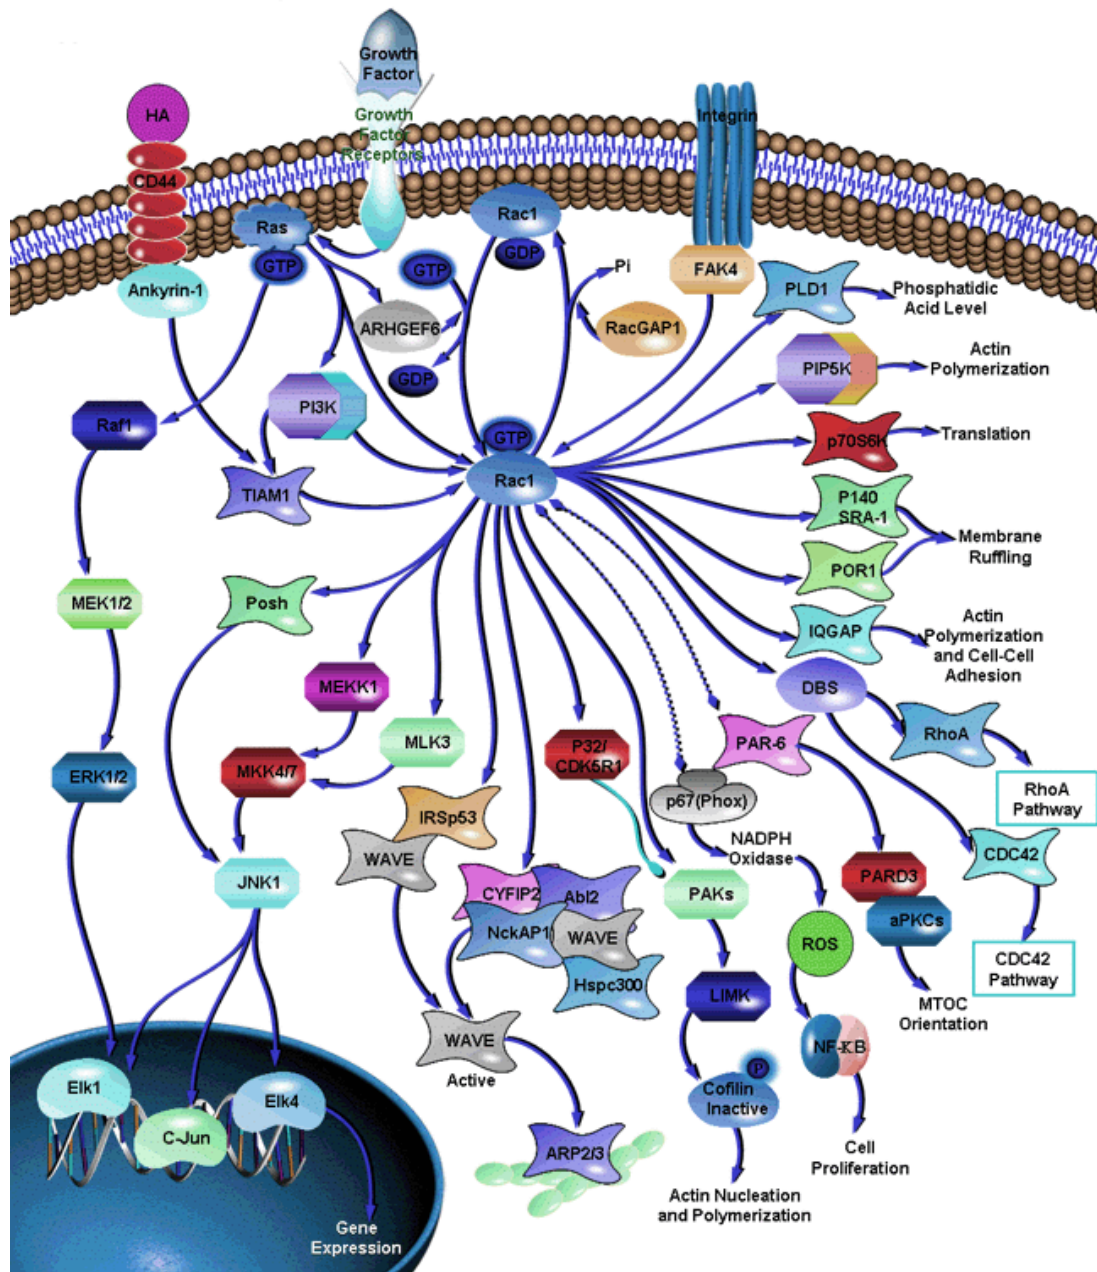 Growth
Factor
HA
Growth
Factor
Receptors
Integrin
CD44
Ras
Rac1
GTP
GDP
GTP
Pi
FAK4
Ankyrin-1
PLD1
Phosphatidic
Acid Level
ARHGEF6
RacGAP1
GDP
PIP5K
Actin
Polymerization
PI3K
Raf1
GTP
p70S6K
Translation
TIAM1
Rac1
P140
SRA-1
Membrane
Ruffling
POR1
MEK1/2
Posh
IQGAP
Actin
Polymerization
and Cell-Cell
Adhesion
MEKK1
DBS
MLK3
P32/
CDK5R1
PAR-6
RhoA
ERK1/2
MKK4/7
p67(Phox)
RhoA
Pathway
IRSp53
WAVE
NADPH
Oxidase
CDC42
JNK1
CYFIP2
Abl2
PAKs
PARD3
aPKCs
NckAP1
WAVE
ROS
CDC42
Pathway
Hspc300
LIMK
MTOC
Orientation
WAVE
Active
NF-KB
P
Cofilin
Inactive
Elk1
Elk4
C-Jun
ARP2/3
Cell
Proliferation
Actin Nucleation
and Polymerization
Gene
Expression